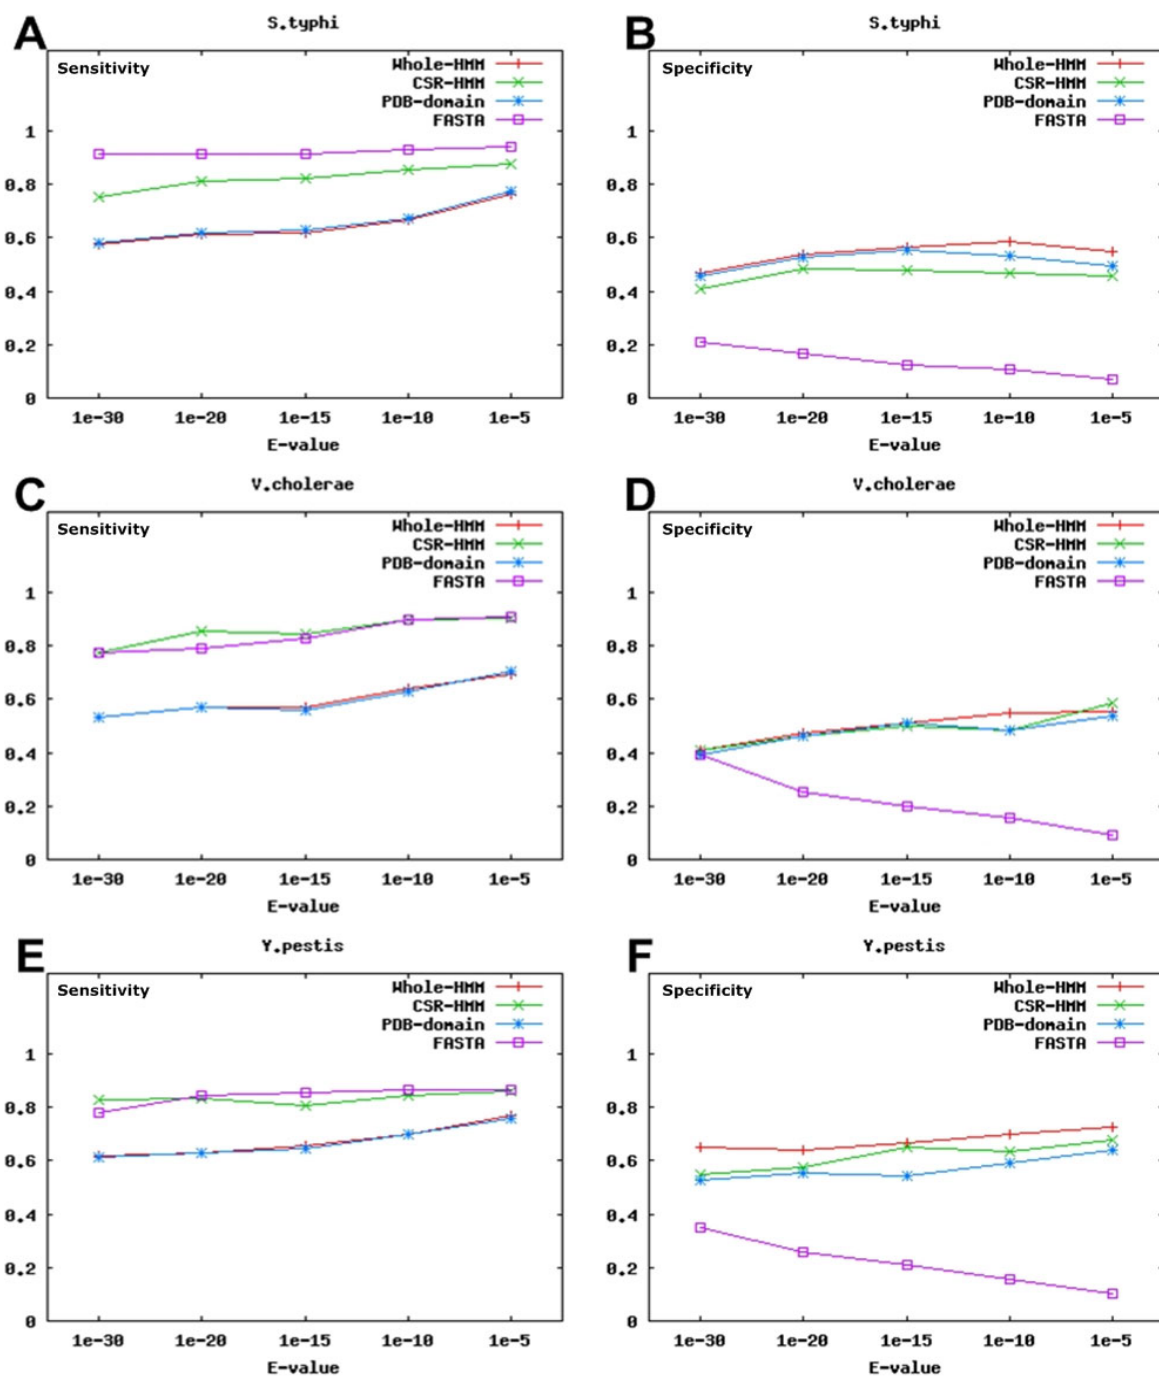 A
S.typhi
Sensitivity
Whole-HMM
CSR-HMM
PDB-domain
FASTA
1
0.8
0.6
0.4
0.2
0
1e-30 1e-20 1e-15 1e-10 1e-5
E-value
B
S.typhi
Specificity
Whole-HMM
CSR-HMM
PDB-domain
FASTA
1
0.8
0.6
0.4
0.2
0
1e-30 1e-20 1e-15 1e-10 1e-5
E-value
C
V.cholerae
Sensitivity
Whole-HMM
CSR-HMM
PDB-domain
FASTA
1
0.8
0.6
0.4
0.2
0
1e-30 1e-20 1e-15 1e-10 1e-5
E-value
D
V.cholerae
Specificity
Whole-HMM
CSR-HMM
PDB-domain
FASTA
1
0.8
0.6
0.4
0.2
0
1e-30 1e-20 1e-15 1e-10 1e-5
E-value
E
Y.pestis
Sensitivity
Whole-HMM
CSR-HMM
PDB-domain
FASTA
1
0.8
0.6
0.4
0.2
0
1e-30 1e-20 1e-15 1e-10 1e-5
E-value
F
Y.pestis
Specificity
Whole-HMM
CSR-HMM
PDB-domain
FASTA
1
0.8
0.6
0.4
0.2
0
1e-30 1e-20 1e-15 1e-10 1e-5
E-value